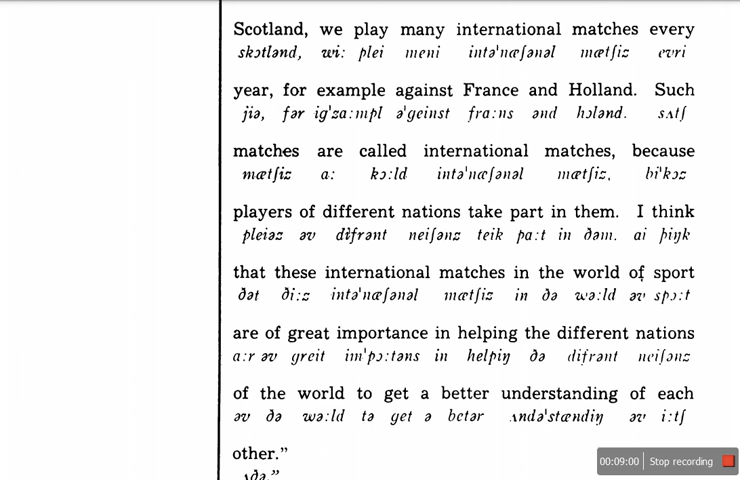 Scotland, we play many international matches every
skɔtlənd, wi: plei meni intə'næʃənəl mætʃiz evri
year, for example against France and Holland. Such
jiə, fər ig'za:mpl ə'geinst fra:ns ənd hɔlənd. sʌtʃ
matches are called international matches, because
mætʃiz a: kɔ:ld intə'næʃənəl mætʃiz, bi'kɔz
players of different nations take part in them. I think
pleiəz əv difrənt neiʃənz teik pa:t in ðəm. ai þiŋk
that these international matches in the world of sport
ðət ði:z intə'næʃənəl mætʃiz in ðə wə:ld əv spɔ:t
are of great importance in helping the different nations
a:r əv greit im'pɔ:təns in helpiŋ ðə difrənt neiʃənz
of the world to get a better understanding of each
əv ðə wə:ld tə get ə betər ʌndə'stændiŋ əv i:tʃ
other.”
ʌðə.”
00:09:00 Stop recording